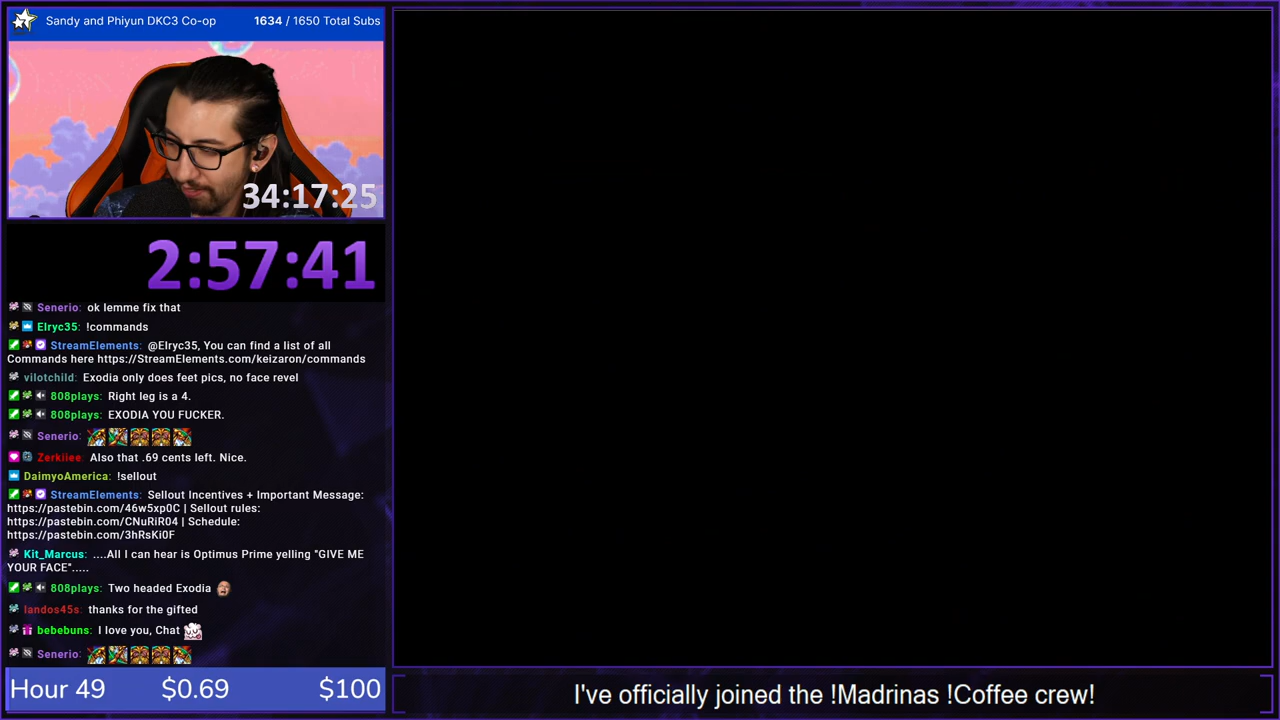 Sandy and Phiyun DKC3 Co-op 1634 / 1650 Total Subs
34:17:25
2:57:41
Senerio: ok lemme fix that
Elryc35: !commands
StreamElements: @Elryc35, You can find a list of all
Commands here https://StreamElements.com/keizaron/commands
vilotchild: Exodia only does feet pics, no face revel
808plays: Right leg is a 4.
808plays: EXODIA YOU FUCKER.
Senerio:
Zerkiiee: Also that .69 cents left. Nice.
DaimyoAmerica: !sellout
StreamElements: Sellout Incentives + Important Message:
https://pastebin.com/46w5xp0C | Sellout rules:
https://pastebin.com/CNuRiR04 | Schedule:
https://pastebin.com/3hRsKi0F
Kit_Marcus: ....All I can hear is Optimus Prime yelling "GIVE ME
YOUR FACE".....
808plays: Two headed Exodia
landos45s: thanks for the gifted
bebebuns: I love you, Chat
Senerio:
Hour 49 $0.69 $100
I've officially joined the !Madrinas !Coffee crew!